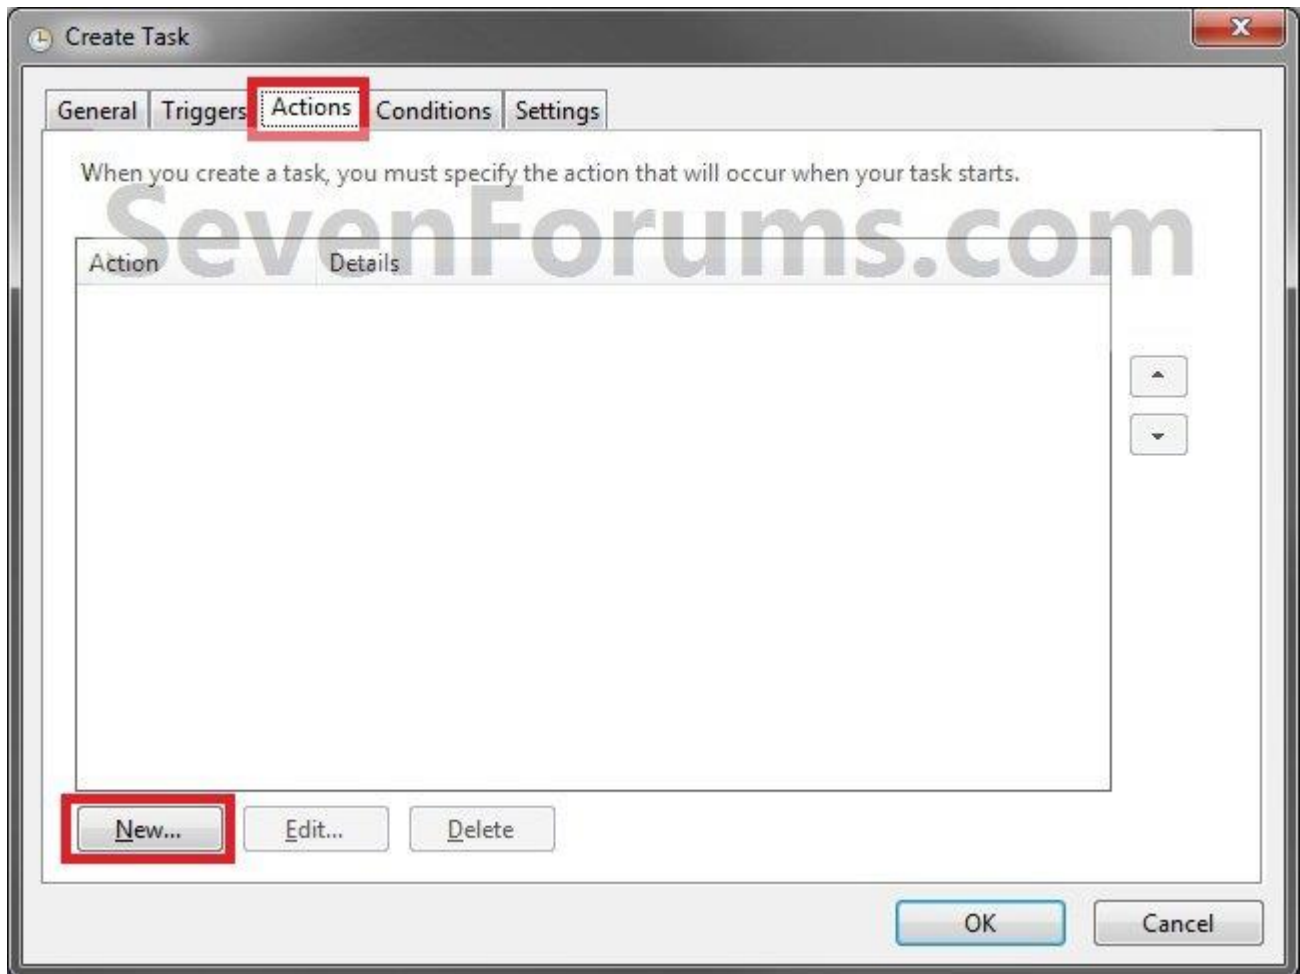 Create Task
General Triggers Actions Conditions Settings
When you create a task, you must specify the action that will occur when your task starts.
SevenForums.com
Action Details
New... Edit... Delete
OK Cancel